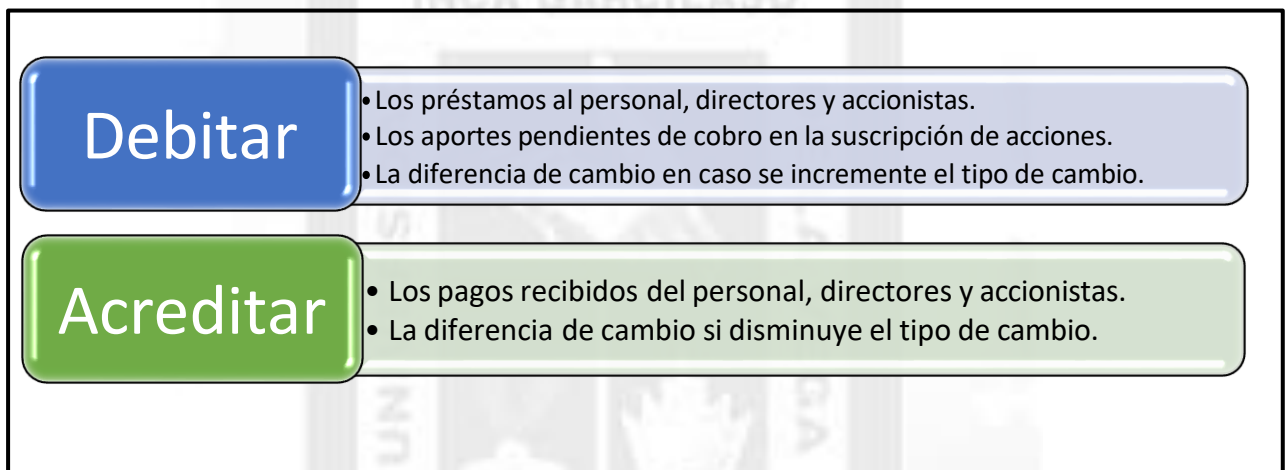 Debitar
• Los préstamos al personal, directores y accionistas.
• Los aportes pendientes de cobro en la suscripción de acciones.
• La diferencia de cambio en caso se incremente el tipo de cambio.
Acreditar
• Los pagos recibidos del personal, directores y accionistas.
• La diferencia de cambio si disminuye el tipo de cambio.